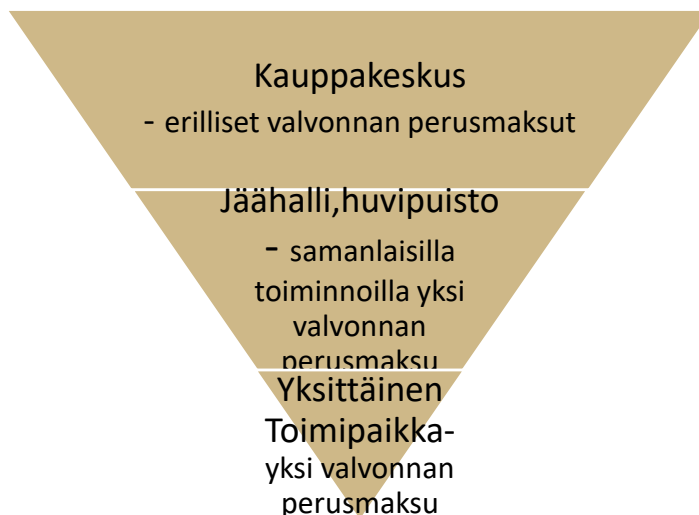 Kauppakeskus
- erilliset valvonnan perusmaksut
Jäähalli,huvipuisto
- samanlaisilla
toiminnoilla yksi
valvonnan
perusmaksu
Yksittäinen
Toimipaikka-
yksi valvonnan
perusmaksu